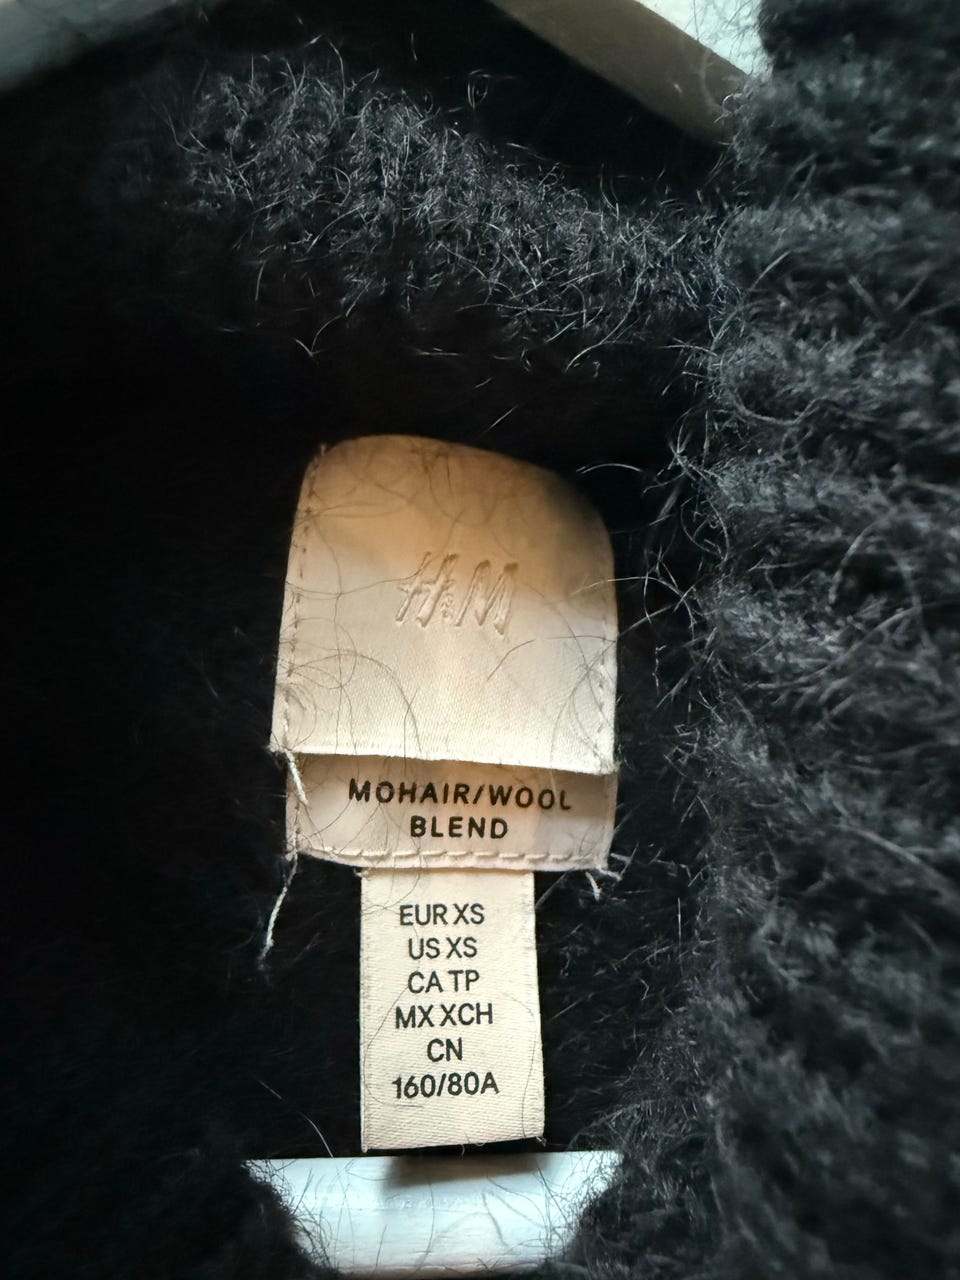 H&M
MOHAIR/WOOL
BLEND
EUR XS
US XS
CA TP
MX XCH
CN
160/80A